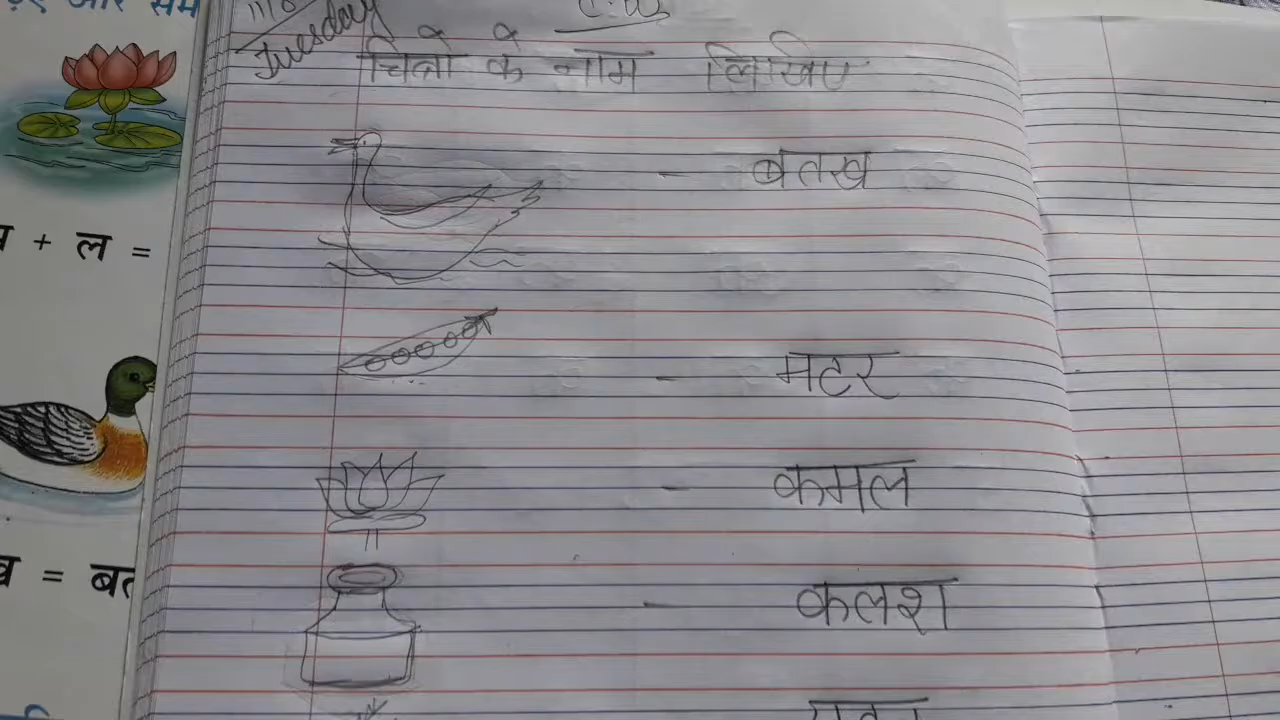 Tuesday
C.W
चित्रो के नाम लिखिए
- बतख
- मटर
- कमल
- कलश
+ ल =
= बत